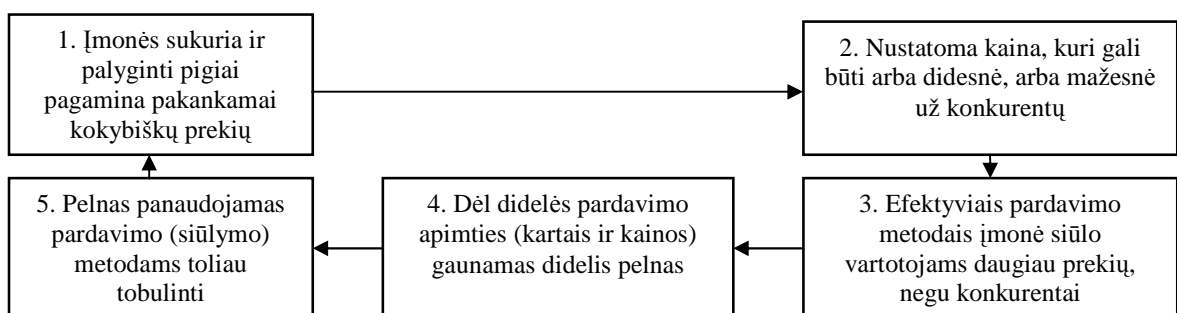 1. Įmonės sukuria ir
palyginti pigiai
pagamina pakankamai
kokybiškų prekių
2. Nustatoma kaina, kuri gali
būti arba didesnė, arba mažesnė
už konkurentų
3. Efektyviais pardavimo
metodais įmonė siūlo
vartotojams daugiau prekių,
negu konkurentai
4. Dėl didelės pardavimo
apimties (kartais ir kainos)
gaunamas didelis pelnas
5. Pelnas panaudojamas
pardavimo (siūlymo)
metodams toliau
tobulinti